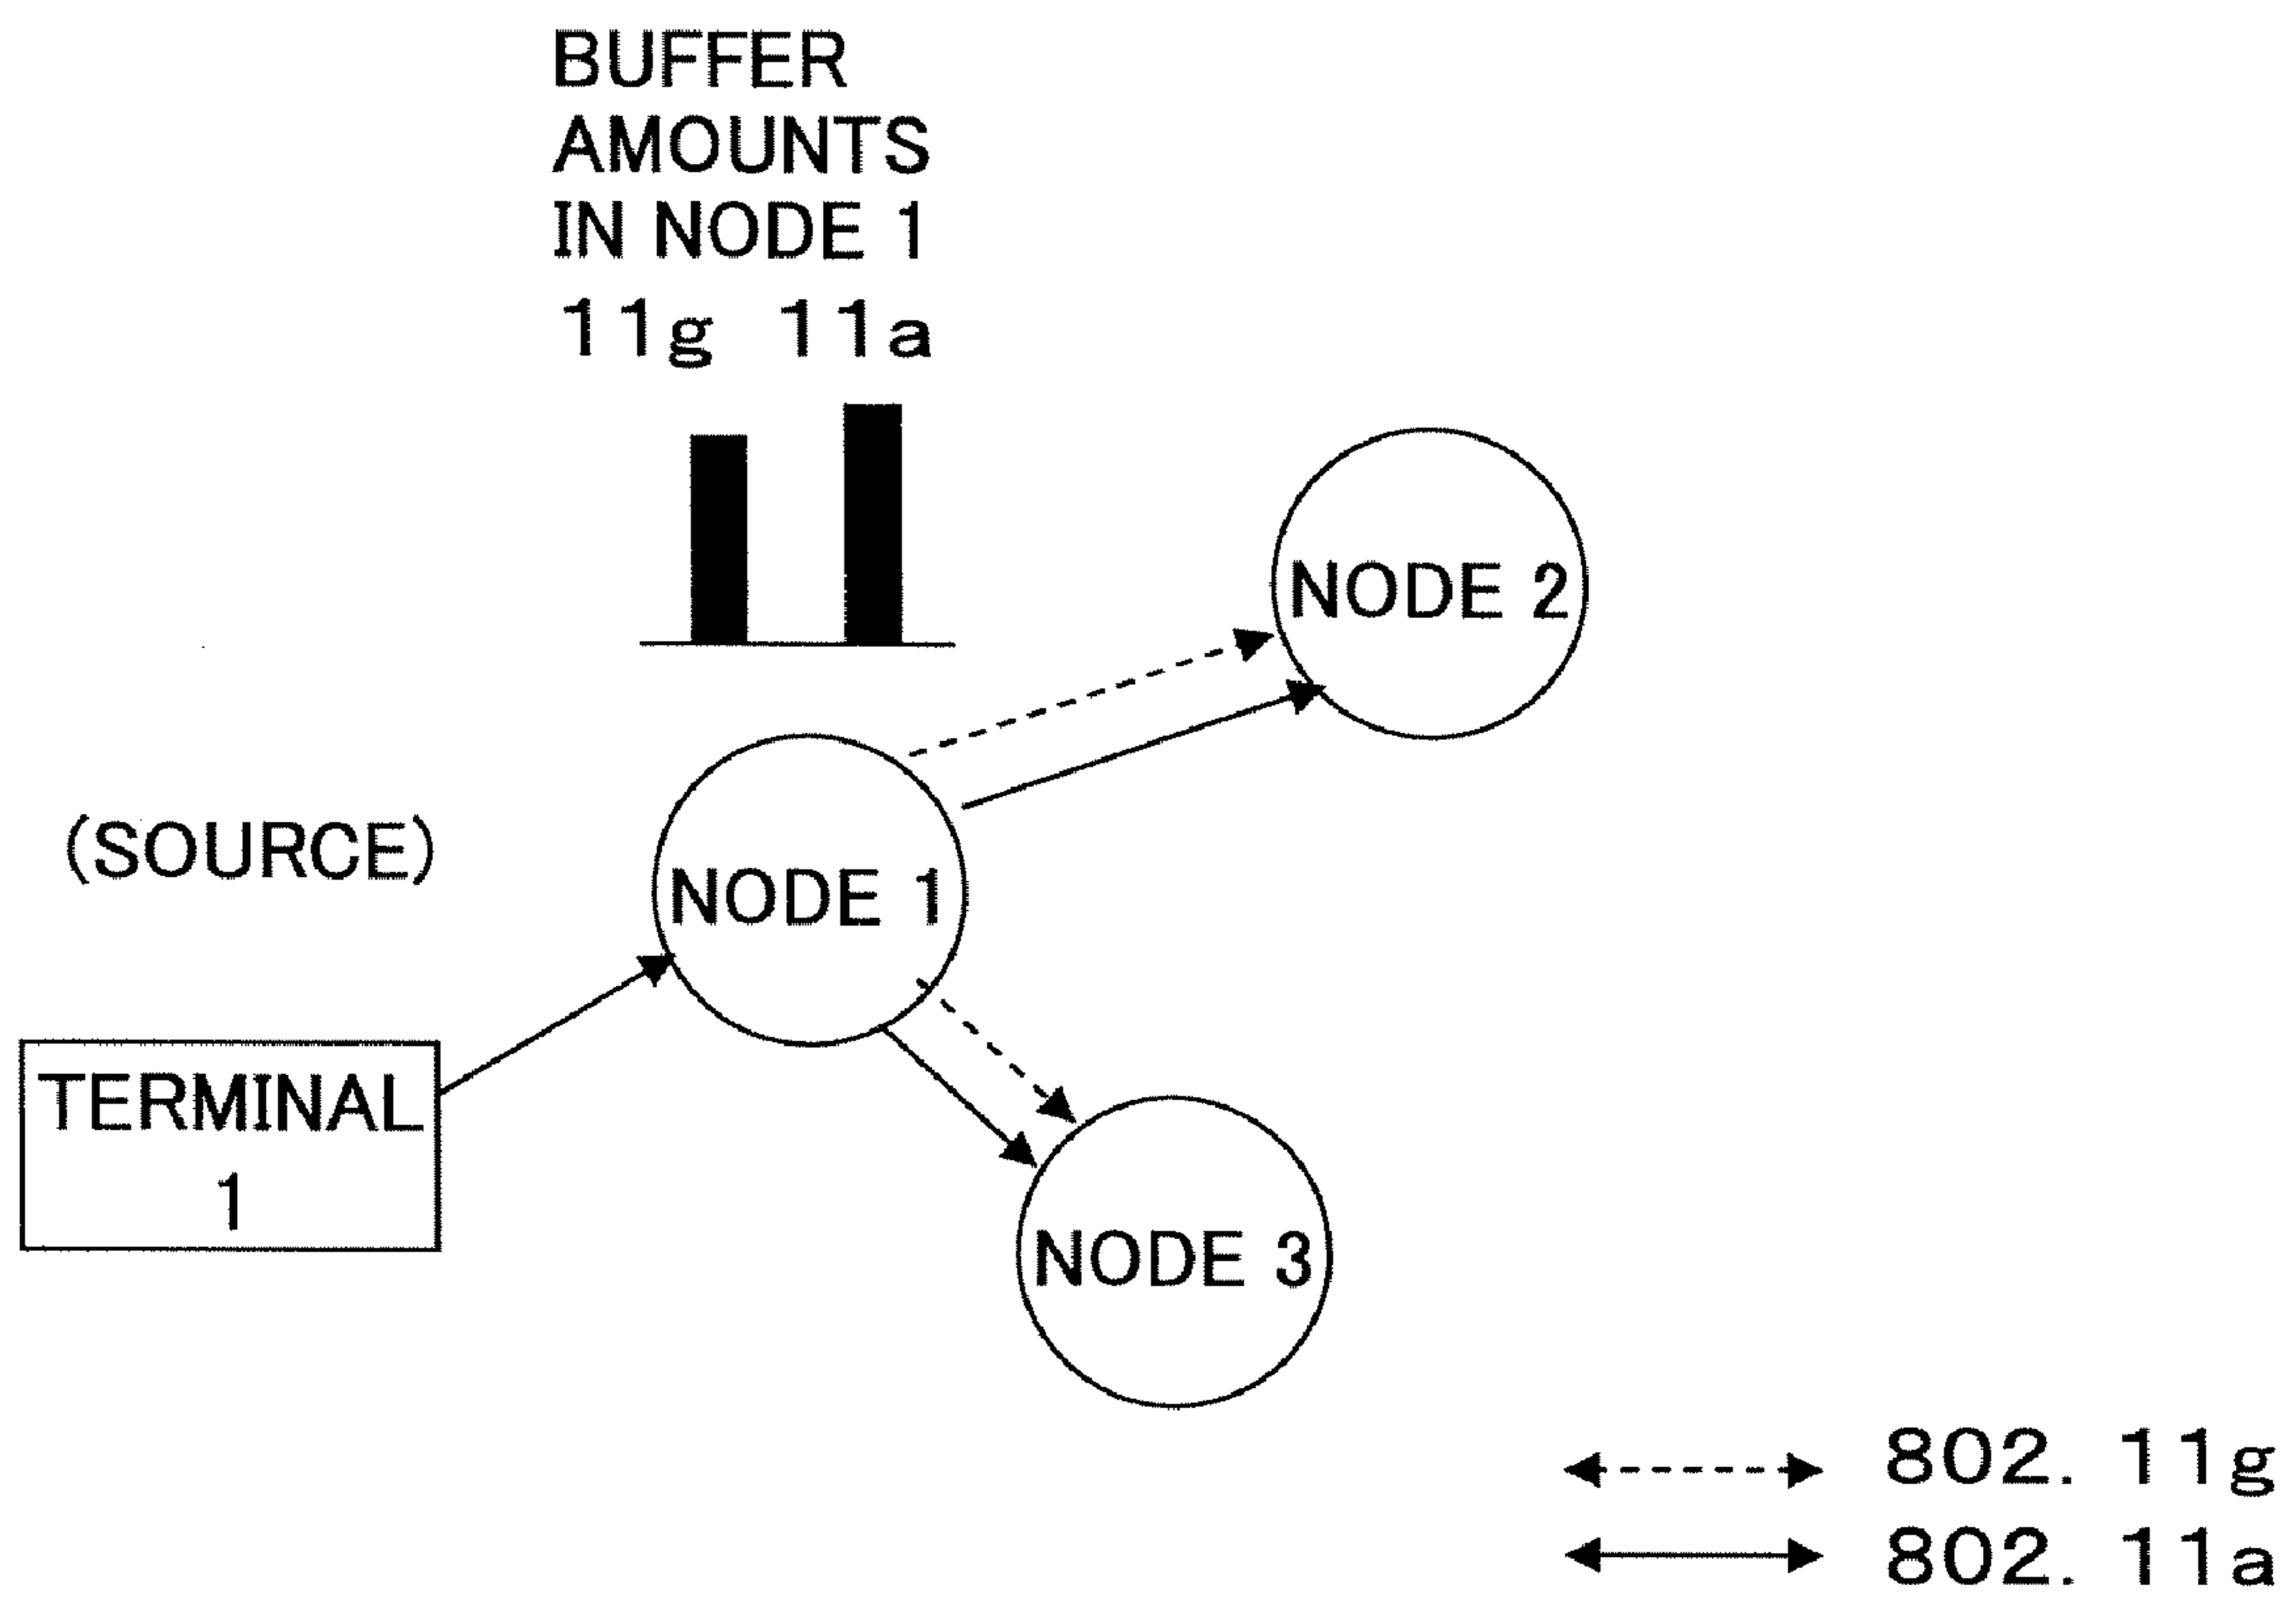 BUFFER
AMOUNTS
IN NODE 1
11g 11a
NODE 2
(SOURCE)
NODE 1
TERMINAL
1
NODE 3
802. 11g
802. 11a